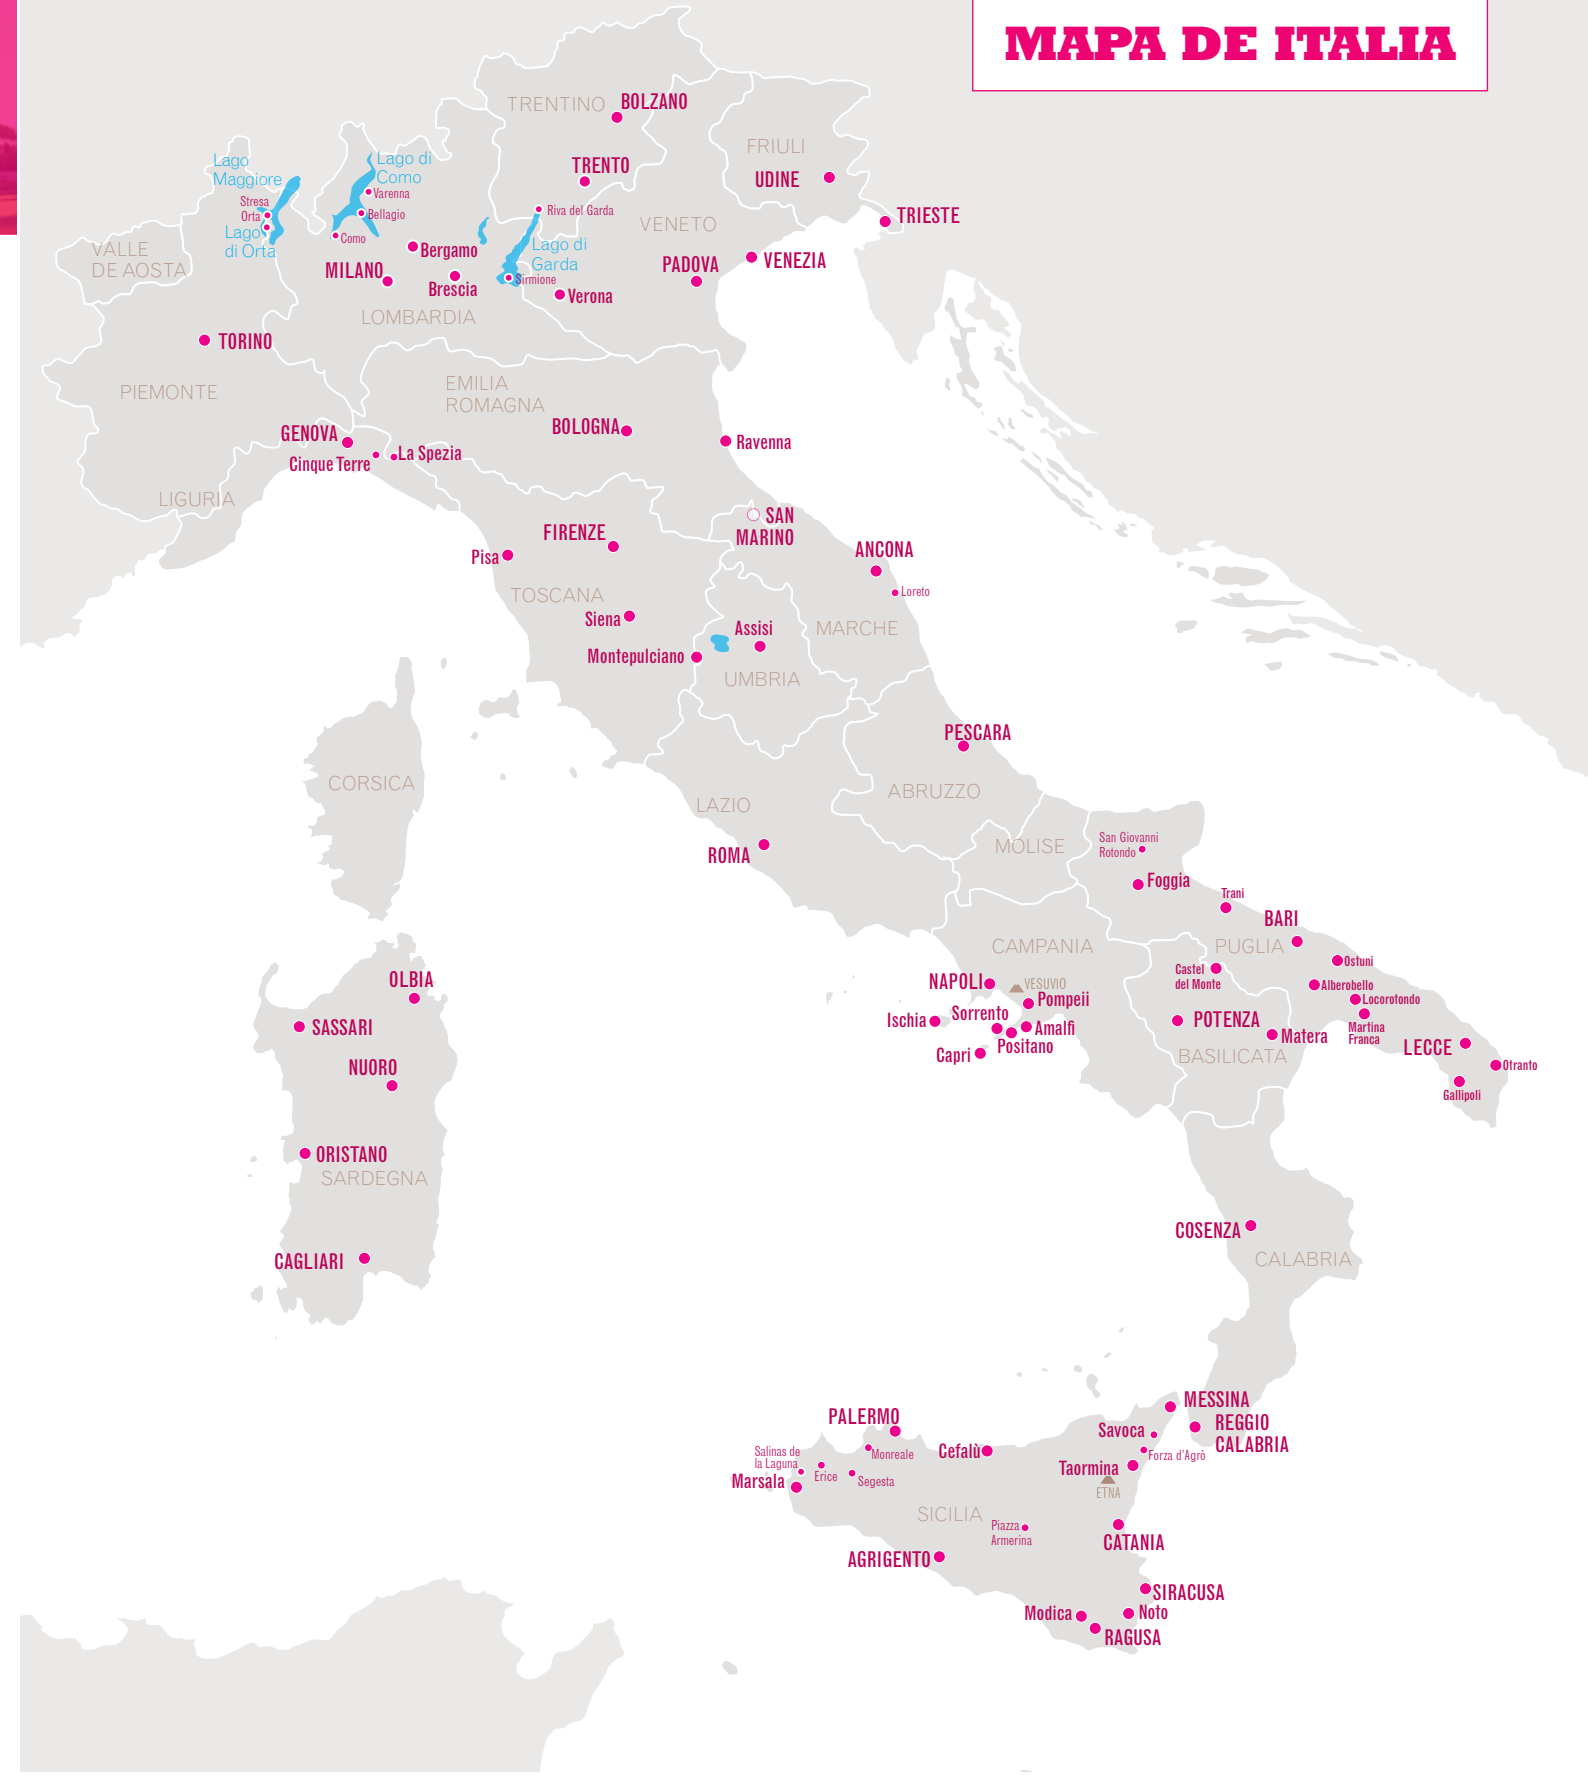 MAPA DE ITALIA
TRENTINO
BOLZANO
FRIULI
TRENTO
UDINE
Lago
Maggiore
Lago di
Como
Varenna
Stresa
Orta
Bellagio
Riva del Garda
TRIESTE
VENETO
Lago
di Orta
Como
VALLE
DE AOSTA
Bergamo
Lago di
Garda
MILANO
Brescia
Sirmione
PADOVA
VENEZIA
Verona
LOMBARDIA
TORINO
PIEMONTE
EMILIA
ROMAGNA
GENOVA
BOLOGNA
Ravenna
Cinque Terre
La Spezia
LIGURIA
SAN
MARINO
FIRENZE
Pisa
ANCONA
Loreto
TOSCANA
Siena
Assisi
MARCHE
Montepulciano
UMBRIA
PESCARA
CORSICA
ABRUZZO
LAZIO
ROMA
MOLISE
San Giovanni
Rotondo
Foggia
Trani
BARI
CAMPANIA
PUGLIA
Ostuni
Castel
del Monte
Alberobello
Locorotondo
Martina
Franca
OLBIA
NAPOLI
VESUVIO
Pompeii
SASSARI
Ischia
Sorrento
Amalfi
Positano
Capri
POTENZA
Matera
BASILICATA
LECCE
Otranto
Gallipoli
NUORO
ORISTANO
SARDEGNA
CAGLIARI
COSENZA
CALABRIA
MESSINA
REGGIO
CALABRIA
PALERMO
Savoca
Monreale
Cefalù
Forza d'Agrò
Salinas de
la Laguna
Erice
Segesta
Taormina
Marsala
ETNA
SICILIA
Piazza
Armerina
CATANIA
AGRIGENTO
SIRACUSA
Modica
Noto
RAGUSA